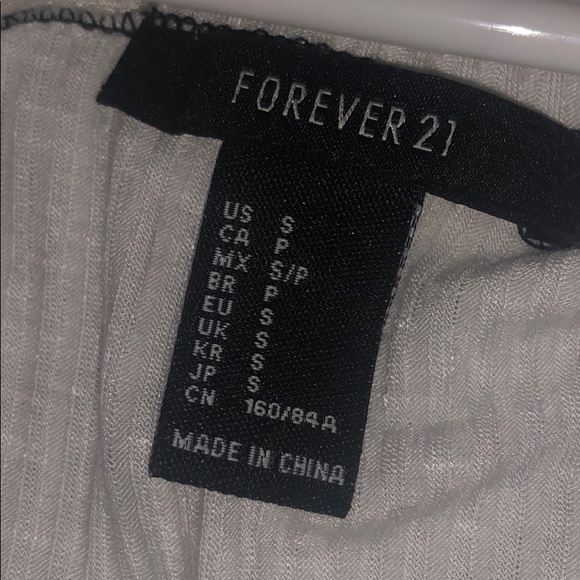 FOREVER 21
US S
CA P
MX S/P
BR P
EU S
UK S
KR S
JP S
CN 160/84A
MADE IN CHINA